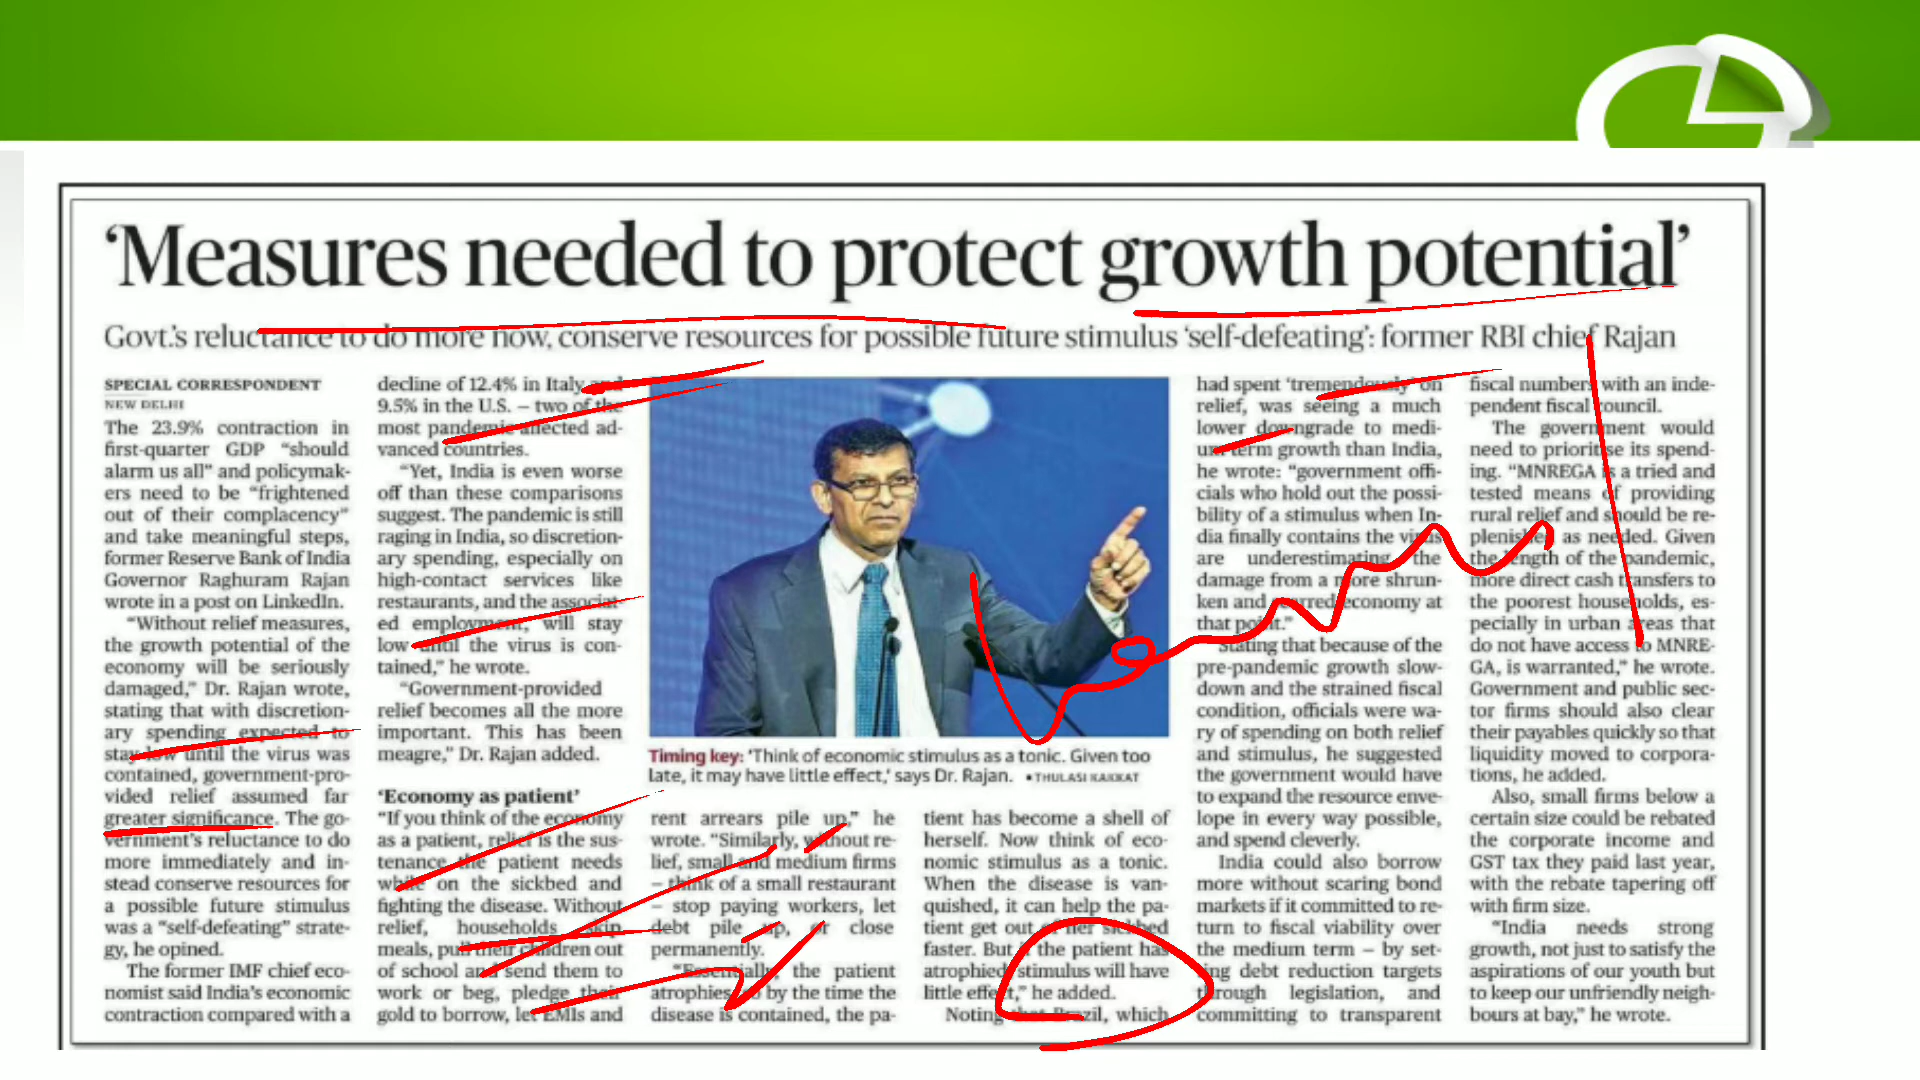 ‘Measures needed to protect growth potential’
Govt.’s reluctance to do more now, conserve resources for possible future stimulus ‘self-defeating’: former RBI chief Rajan
SPECIAL CORRESPONDENT
NEW DELHI
The 23.9% contraction in
first-quarter GDP “should
alarm us all” and policymak-
ers need to be “frightened
out of their complacency”
and take meaningful steps,
former Reserve Bank of India
Governor Raghuram Rajan
wrote in a post on LinkedIn.
“Without relief measures,
the growth potential of the
economy will be seriously
damaged,” Dr. Rajan wrote,
stating that with discretion-
ary spending expected to
stay low until the virus was
contained, government-pro-
vided relief assumed far
greater significance. The go-
vernment’s reluctance to do
more immediately and in-
stead conserve resources for
a possible future stimulus
was a “self-defeating” strate-
gy, he opined.
The former IMF chief eco-
nomist said India’s economic
contraction compared with a
decline of 12.4% in Italy and
9.5% in the U.S. – two of the
most pandemic affected ad-
vanced countries.
“Yet, India is even worse
off than these comparisons
suggest. The pandemic is still
raging in India, so discretion-
ary spending, especially on
high-contact services like
restaurants, and the associat-
ed employment, will stay
low until the virus is con-
tained,” he wrote.
“Government-provided
relief becomes all the more
important. This has been
meagre,” Dr. Rajan added.
‘Economy as patient’
“If you think of the economy
as a patient, relief is the sus-
tenance the patient needs
while on the sickbed and
fighting the disease. Without
relief, households skip
meals, pull their children out
of school and send them to
work or beg, pledge their
gold to borrow, let EMIs and
Timing key: ‘Think of economic stimulus as a tonic. Given too
late, it may have little effect,’ says Dr. Rajan. •THULASI KAKKAT
rent arrears pile up,” he
wrote. “Similarly, without re-
lief, small and medium firms
– think of a small restaurant
– stop paying workers, let
debt pile up, or close
permanently.
“Essentially, the patient
atrophies, so by the time the
disease is contained, the pa-
tient has become a shell of
herself. Now think of eco-
nomic stimulus as a tonic.
When the disease is van-
quished, it can help the pa-
tient get out of her sickbed
faster. But if the patient has
atrophied, stimulus will have
little effect,” he added.
Noting that Brazil, which
had spent ‘tremendously’ on
relief, was seeing a much
lower downgrade to medi-
um-term growth than India,
he wrote: “government offi-
cials who hold out the possi-
bility of a stimulus when In-
dia finally contains the virus
are underestimating the
damage from a more shrun-
ken and scarred economy at
that point.”
Stating that because of the
pre-pandemic growth slow-
down and the strained fiscal
condition, officials were wa-
ry of spending on both relief
and stimulus, he suggested
the government would have
to expand the resource enve-
lope in every way possible,
and spend cleverly.
India could also borrow
more without scaring bond
markets if it committed to re-
turn to fiscal viability over
the medium term – by set-
ting debt reduction targets
through legislation, and
committing to transparent
fiscal numbers with an inde-
pendent fiscal council.
The government would
need to prioritise its spend-
ing. “MNREGA is a tried and
tested means of providing
rural relief and should be re-
plenished as needed. Given
the length of the pandemic,
more direct cash transfers to
the poorest households, es-
pecially in urban areas that
do not have access to MNRE-
GA, is warranted,” he wrote.
Government and public sec-
tor firms should also clear
their payables quickly so that
liquidity moved to corpora-
tions, he added.
Also, small firms below a
certain size could be rebated
the corporate income and
GST tax they paid last year,
with the rebate tapering off
with firm size.
“India needs strong
growth, not just to satisfy the
aspirations of our youth but
to keep our unfriendly neigh-
bours at bay,” he wrote.